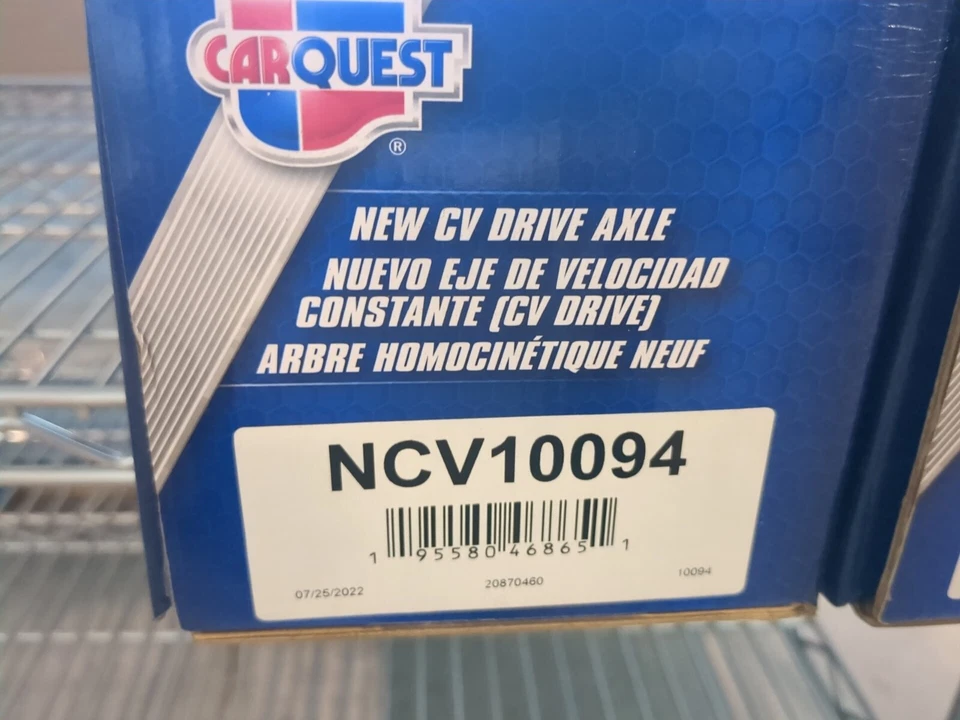 CARQUEST
®
NEW CV DRIVE AXLE
NUEVO EJE DE VELOCIDAD
CONSTANTE (CV DRIVE)
ARBRE HOMOCINÉTIQUE NEUF
NCV10094
1 95580 46865 1
07/25/2022 20870460 10094